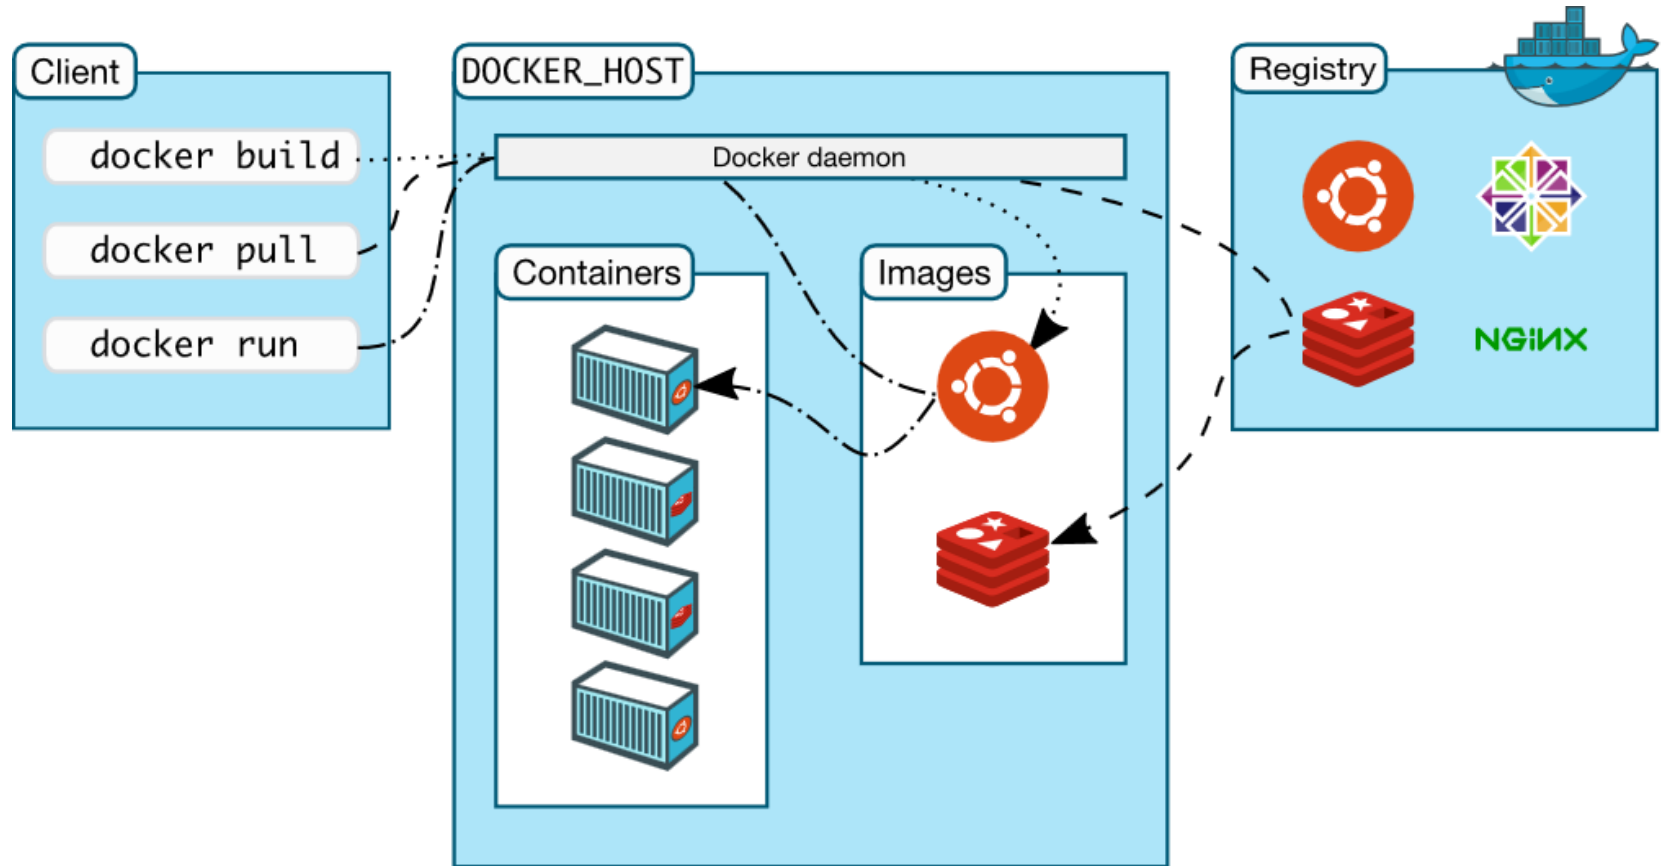 Client
docker build
docker pull
docker run
DOCKER_HOST
Docker daemon
Containers
Images
Registry
NGiNX